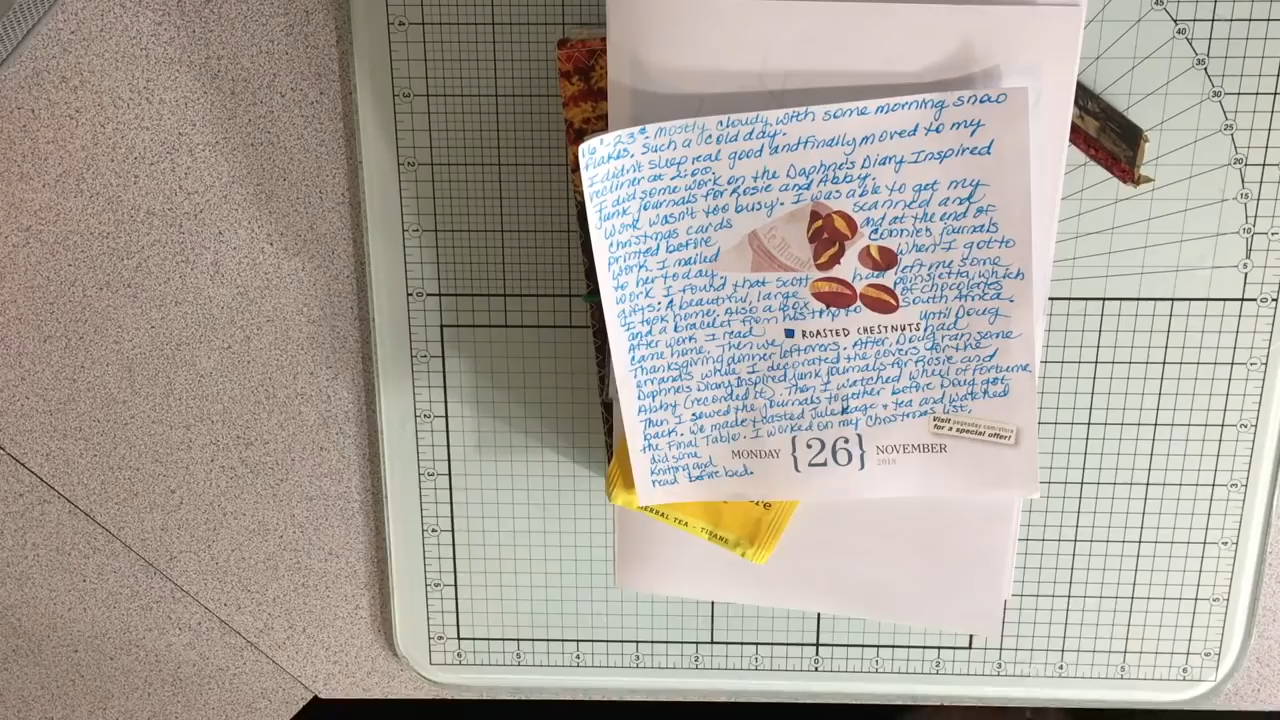 16°-23°. Mostly cloudy with some morning snow
flakes. Such a cold day.
I didn't sleep real good and finally moved to my
recliner at 2:00.
I did some work on the Daphne's Diary Inspired
Junk journals for Rosie and Abby.
Work wasn't too busy. I was able to get my
Christmas cards scanned and
printed before and at the end of
work. I mailed Connie's journals
to her today. When I got to
work I found that Scott had left me some
gifts: A beautiful, large poinsietta, which
I took home. Also a box of chocolates
and a bracelet from his trip to South Africa.
After work I read until Doug
came home. Then we had
Thanksgiving dinner leftovers. After, Doug ran some
errands while I decorated the covers for the
Daphne's Diary Inspired junk journals for Rosie and
Abby (recorded it). Then I watched Wheel of Fortune
Then I sewed the journals together before Doug got
back. We made toasted Jule Kage + tea and watched
the Final Table. I worked on my Christmas list,
did some
knitting and
read before bed.
Le Monde
ROASTED CHESTNUTS
Visit pageaday.com/store
for a special offer!
MONDAY {26} NOVEMBER
2018
HERBAL TEA - TISANE